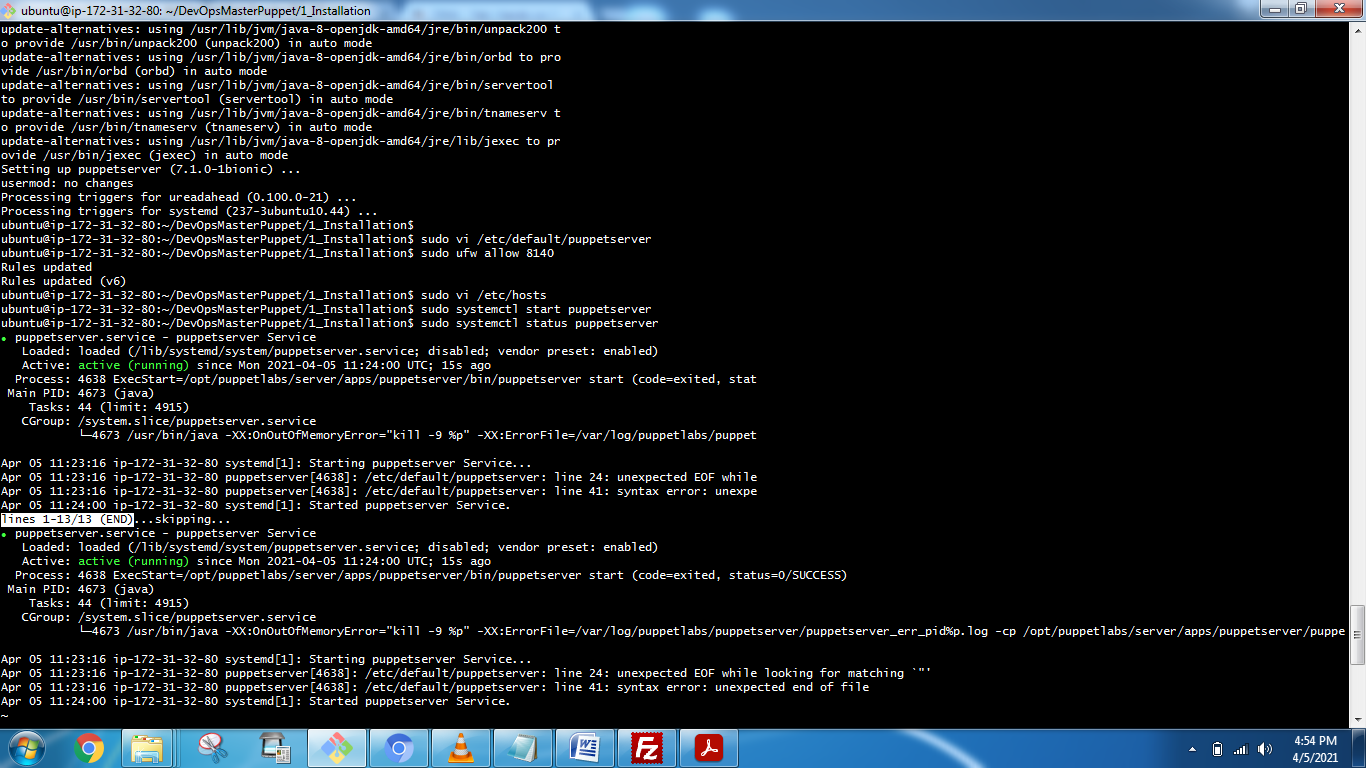 ubuntu@ip-172-31-32-80: ~/DevOpsMasterPuppet/1_Installation
update-alternatives: using /usr/lib/jvm/java-8-openjdk-amd64/jre/bin/unpack200 t
o provide /usr/bin/unpack200 (unpack200) in auto mode
update-alternatives: using /usr/lib/jvm/java-8-openjdk-amd64/jre/bin/orbd to pro
vide /usr/bin/orbd (orbd) in auto mode
update-alternatives: using /usr/lib/jvm/java-8-openjdk-amd64/jre/bin/servertool
to provide /usr/bin/servertool (servertool) in auto mode
update-alternatives: using /usr/lib/jvm/java-8-openjdk-amd64/jre/bin/tnameserv t
o provide /usr/bin/tnameserv (tnameserv) in auto mode
update-alternatives: using /usr/lib/jvm/java-8-openjdk-amd64/jre/lib/jexec to pr
ovide /usr/bin/jexec (jexec) in auto mode
Setting up puppetserver (7.1.0-1bionic) ...
usermod: no changes
Processing triggers for ureadahead (0.100.0-21) ...
Processing triggers for systemd (237-3ubuntu10.44) ...
ubuntu@ip-172-31-32-80:~/DevOpsMasterPuppet/1_Installation$
ubuntu@ip-172-31-32-80:~/DevOpsMasterPuppet/1_Installation$ sudo vi /etc/default/puppetserver
ubuntu@ip-172-31-32-80:~/DevOpsMasterPuppet/1_Installation$ sudo ufw allow 8140
Rules updated
Rules updated (v6)
ubuntu@ip-172-31-32-80:~/DevOpsMasterPuppet/1_Installation$ sudo vi /etc/hosts
ubuntu@ip-172-31-32-80:~/DevOpsMasterPuppet/1_Installation$ sudo systemctl start puppetserver
ubuntu@ip-172-31-32-80:~/DevOpsMasterPuppet/1_Installation$ sudo systemctl status puppetserver
● puppetserver.service - puppetserver Service
   Loaded: loaded (/lib/systemd/system/puppetserver.service; disabled; vendor preset: enabled)
   Active: active (running) since Mon 2021-04-05 11:24:00 UTC; 15s ago
  Process: 4638 ExecStart=/opt/puppetlabs/server/apps/puppetserver/bin/puppetserver start (code=exited, stat
 Main PID: 4673 (java)
    Tasks: 44 (limit: 4915)
   CGroup: /system.slice/puppetserver.service
           └─4673 /usr/bin/java -XX:OnOutOfMemoryError="kill -9 %p" -XX:ErrorFile=/var/log/puppetlabs/puppet
Apr 05 11:23:16 ip-172-31-32-80 systemd[1]: Starting puppetserver Service...
Apr 05 11:23:16 ip-172-31-32-80 puppetserver[4638]: /etc/default/puppetserver: line 24: unexpected EOF while
Apr 05 11:23:16 ip-172-31-32-80 puppetserver[4638]: /etc/default/puppetserver: line 41: syntax error: unexpe
Apr 05 11:24:00 ip-172-31-32-80 systemd[1]: Started puppetserver Service.
lines 1-13/13 (END)...skipping...
● puppetserver.service - puppetserver Service
   Loaded: loaded (/lib/systemd/system/puppetserver.service; disabled; vendor preset: enabled)
   Active: active (running) since Mon 2021-04-05 11:24:00 UTC; 15s ago
  Process: 4638 ExecStart=/opt/puppetlabs/server/apps/puppetserver/bin/puppetserver start (code=exited, status=0/SUCCESS)
 Main PID: 4673 (java)
    Tasks: 44 (limit: 4915)
   CGroup: /system.slice/puppetserver.service
           └─4673 /usr/bin/java -XX:OnOutOfMemoryError="kill -9 %p" -XX:ErrorFile=/var/log/puppetlabs/puppetserver/puppetserver_err_pid%p.log -cp /opt/puppetlabs/server/apps/puppetserver/puppe
Apr 05 11:23:16 ip-172-31-32-80 systemd[1]: Starting puppetserver Service...
Apr 05 11:23:16 ip-172-31-32-80 puppetserver[4638]: /etc/default/puppetserver: line 24: unexpected EOF while looking for matching `"'
Apr 05 11:23:16 ip-172-31-32-80 puppetserver[4638]: /etc/default/puppetserver: line 41: syntax error: unexpected end of file
Apr 05 11:24:00 ip-172-31-32-80 systemd[1]: Started puppetserver Service.
~
4:54 PM
4/5/2021